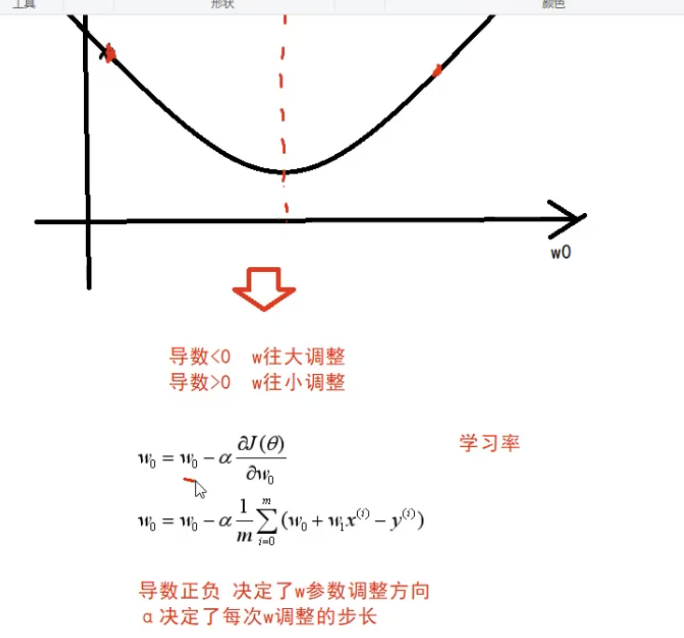 工具 形状 颜色
w0
导数<0 w往大调整
导数>0 w往小调整
w₀ = w₀ − α ∂J(θ)/∂w₀ 学习率
w₀ = w₀ − α 1/m ∑_{i=0}^{m} (w₀ + w₁x^{(i)} − y^{(i)})
导数正负 决定了w参数调整方向
α决定了每次w调整的步长